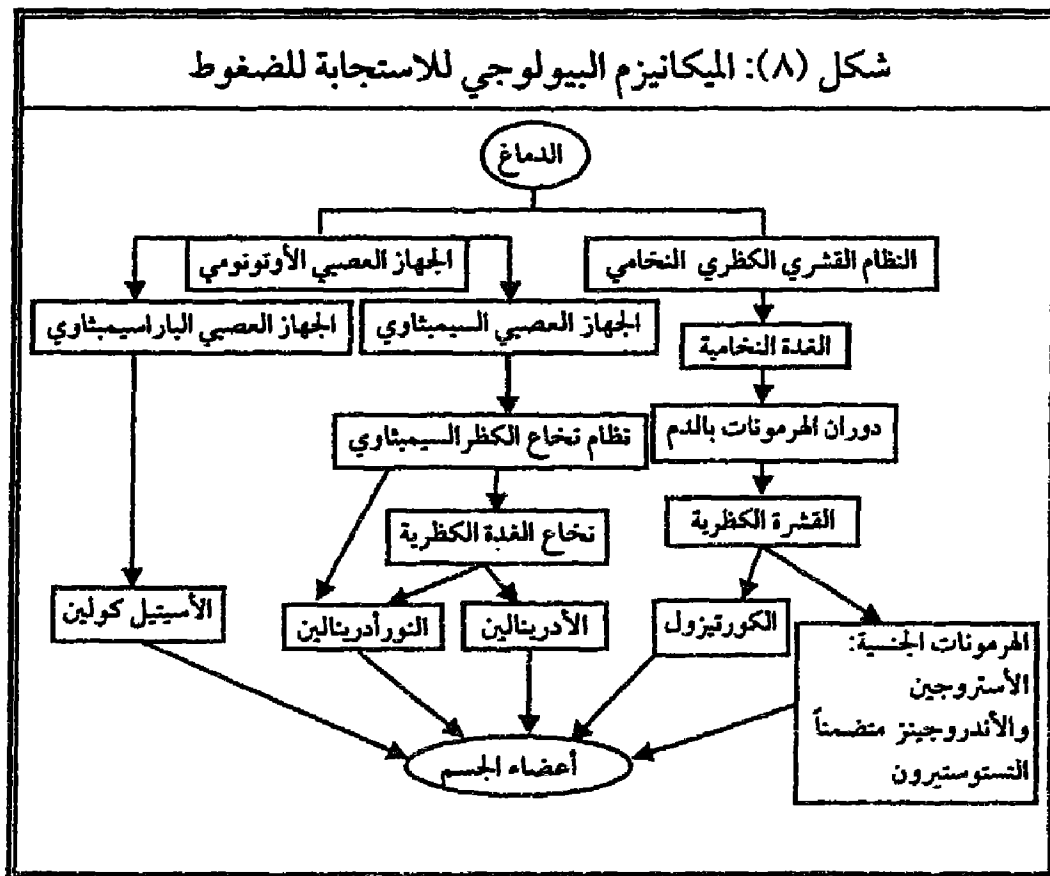 شكل (٨): الميكانيزم البيولوجي للاستجابة للضغوط
الدماغ
النظام القشري الكظري النخامي
الجهاز العصبي الأوتونومي
الغدة النخامية
الجهاز العصبي السيمبثاوي
الجهاز العصبي الباراسيمبثاوي
دوران الهرمونات بالدم
نظام نخاع الكظر السيمبثاوي
القشرة الكظرية
نخاع الغدة الكظرية
الهرمونات الجنسية:
الأستروجين
والأندروجينز متضمناً
التستوستيرون
الكورتيزول
الأدرينالين
النورأدرينالين
الأسيتيل كولين
أعضاء الجسم